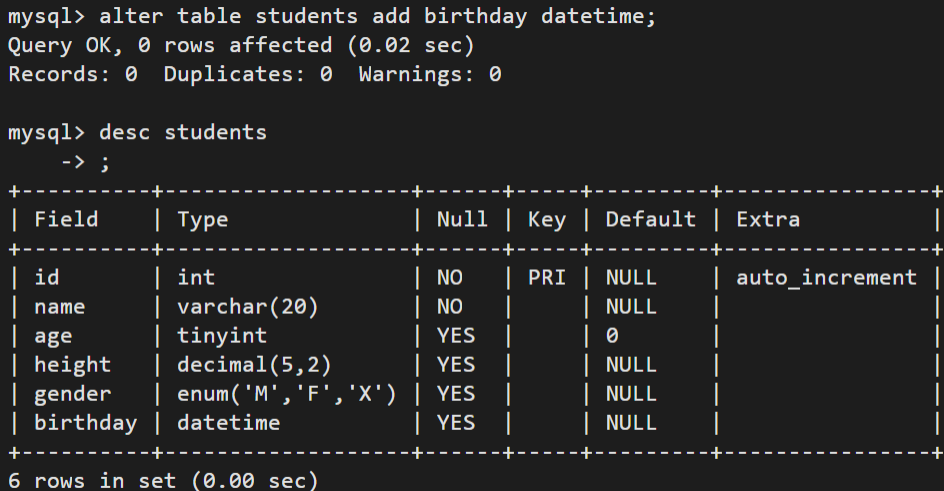 mysql> alter table students add birthday datetime;
Query OK, 0 rows affected (0.02 sec)
Records: 0  Duplicates: 0  Warnings: 0

mysql> desc students
    -> ;
+----------+-------------------+------+-----+---------+----------------+
| Field    | Type              | Null | Key | Default | Extra          |
+----------+-------------------+------+-----+---------+----------------+
| id       | int               | NO   | PRI | NULL    | auto_increment |
| name     | varchar(20)       | NO   |     | NULL    |                |
| age      | tinyint           | YES  |     | 0       |                |
| height   | decimal(5,2)      | YES  |     | NULL    |                |
| gender   | enum('M','F','X') | YES  |     | NULL    |                |
| birthday | datetime          | YES  |     | NULL    |                |
+----------+-------------------+------+-----+---------+----------------+
6 rows in set (0.00 sec)